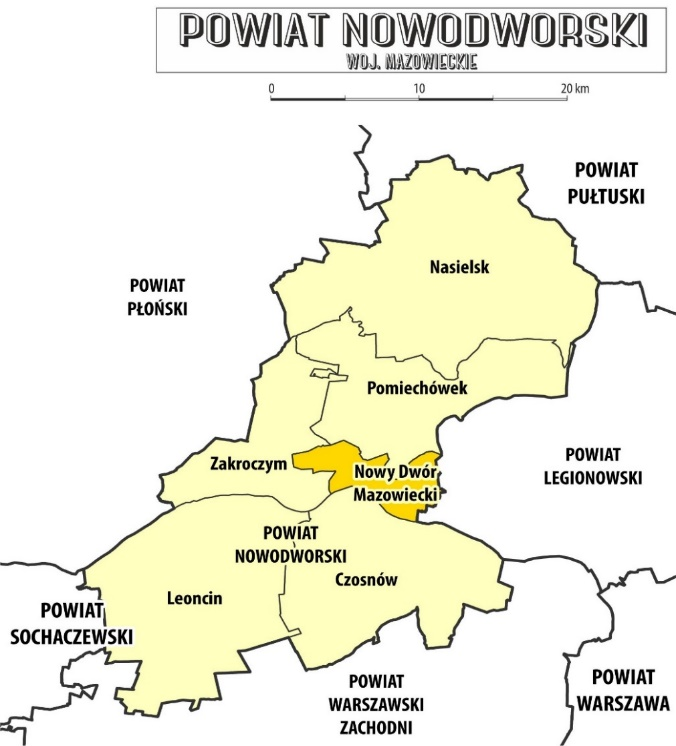 POWIAT NOWODWORSKI
WOJ. MAZOWIECKIE
0 10 20 km
POWIAT
PUŁTUSKI
Nasielsk
POWIAT
PŁOŃSKI
Pomiechówek
Zakroczym
Nowy Dwór
Mazowiecki
POWIAT
LEGIONOWSKI
POWIAT
NOWODWORSKI
Czosnów
Leoncin
POWIAT
SOCHACZEWSKI
POWIAT
WARSZAWSKI
ZACHODNI
POWIAT
WARSZAWA